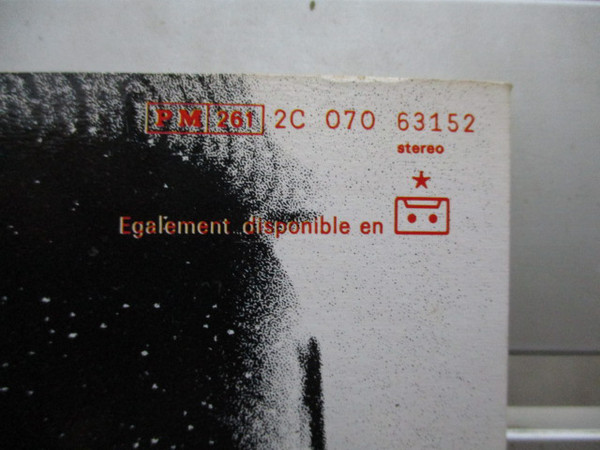 PM 261 2C 070 63152
stereo
Egalement disponible en